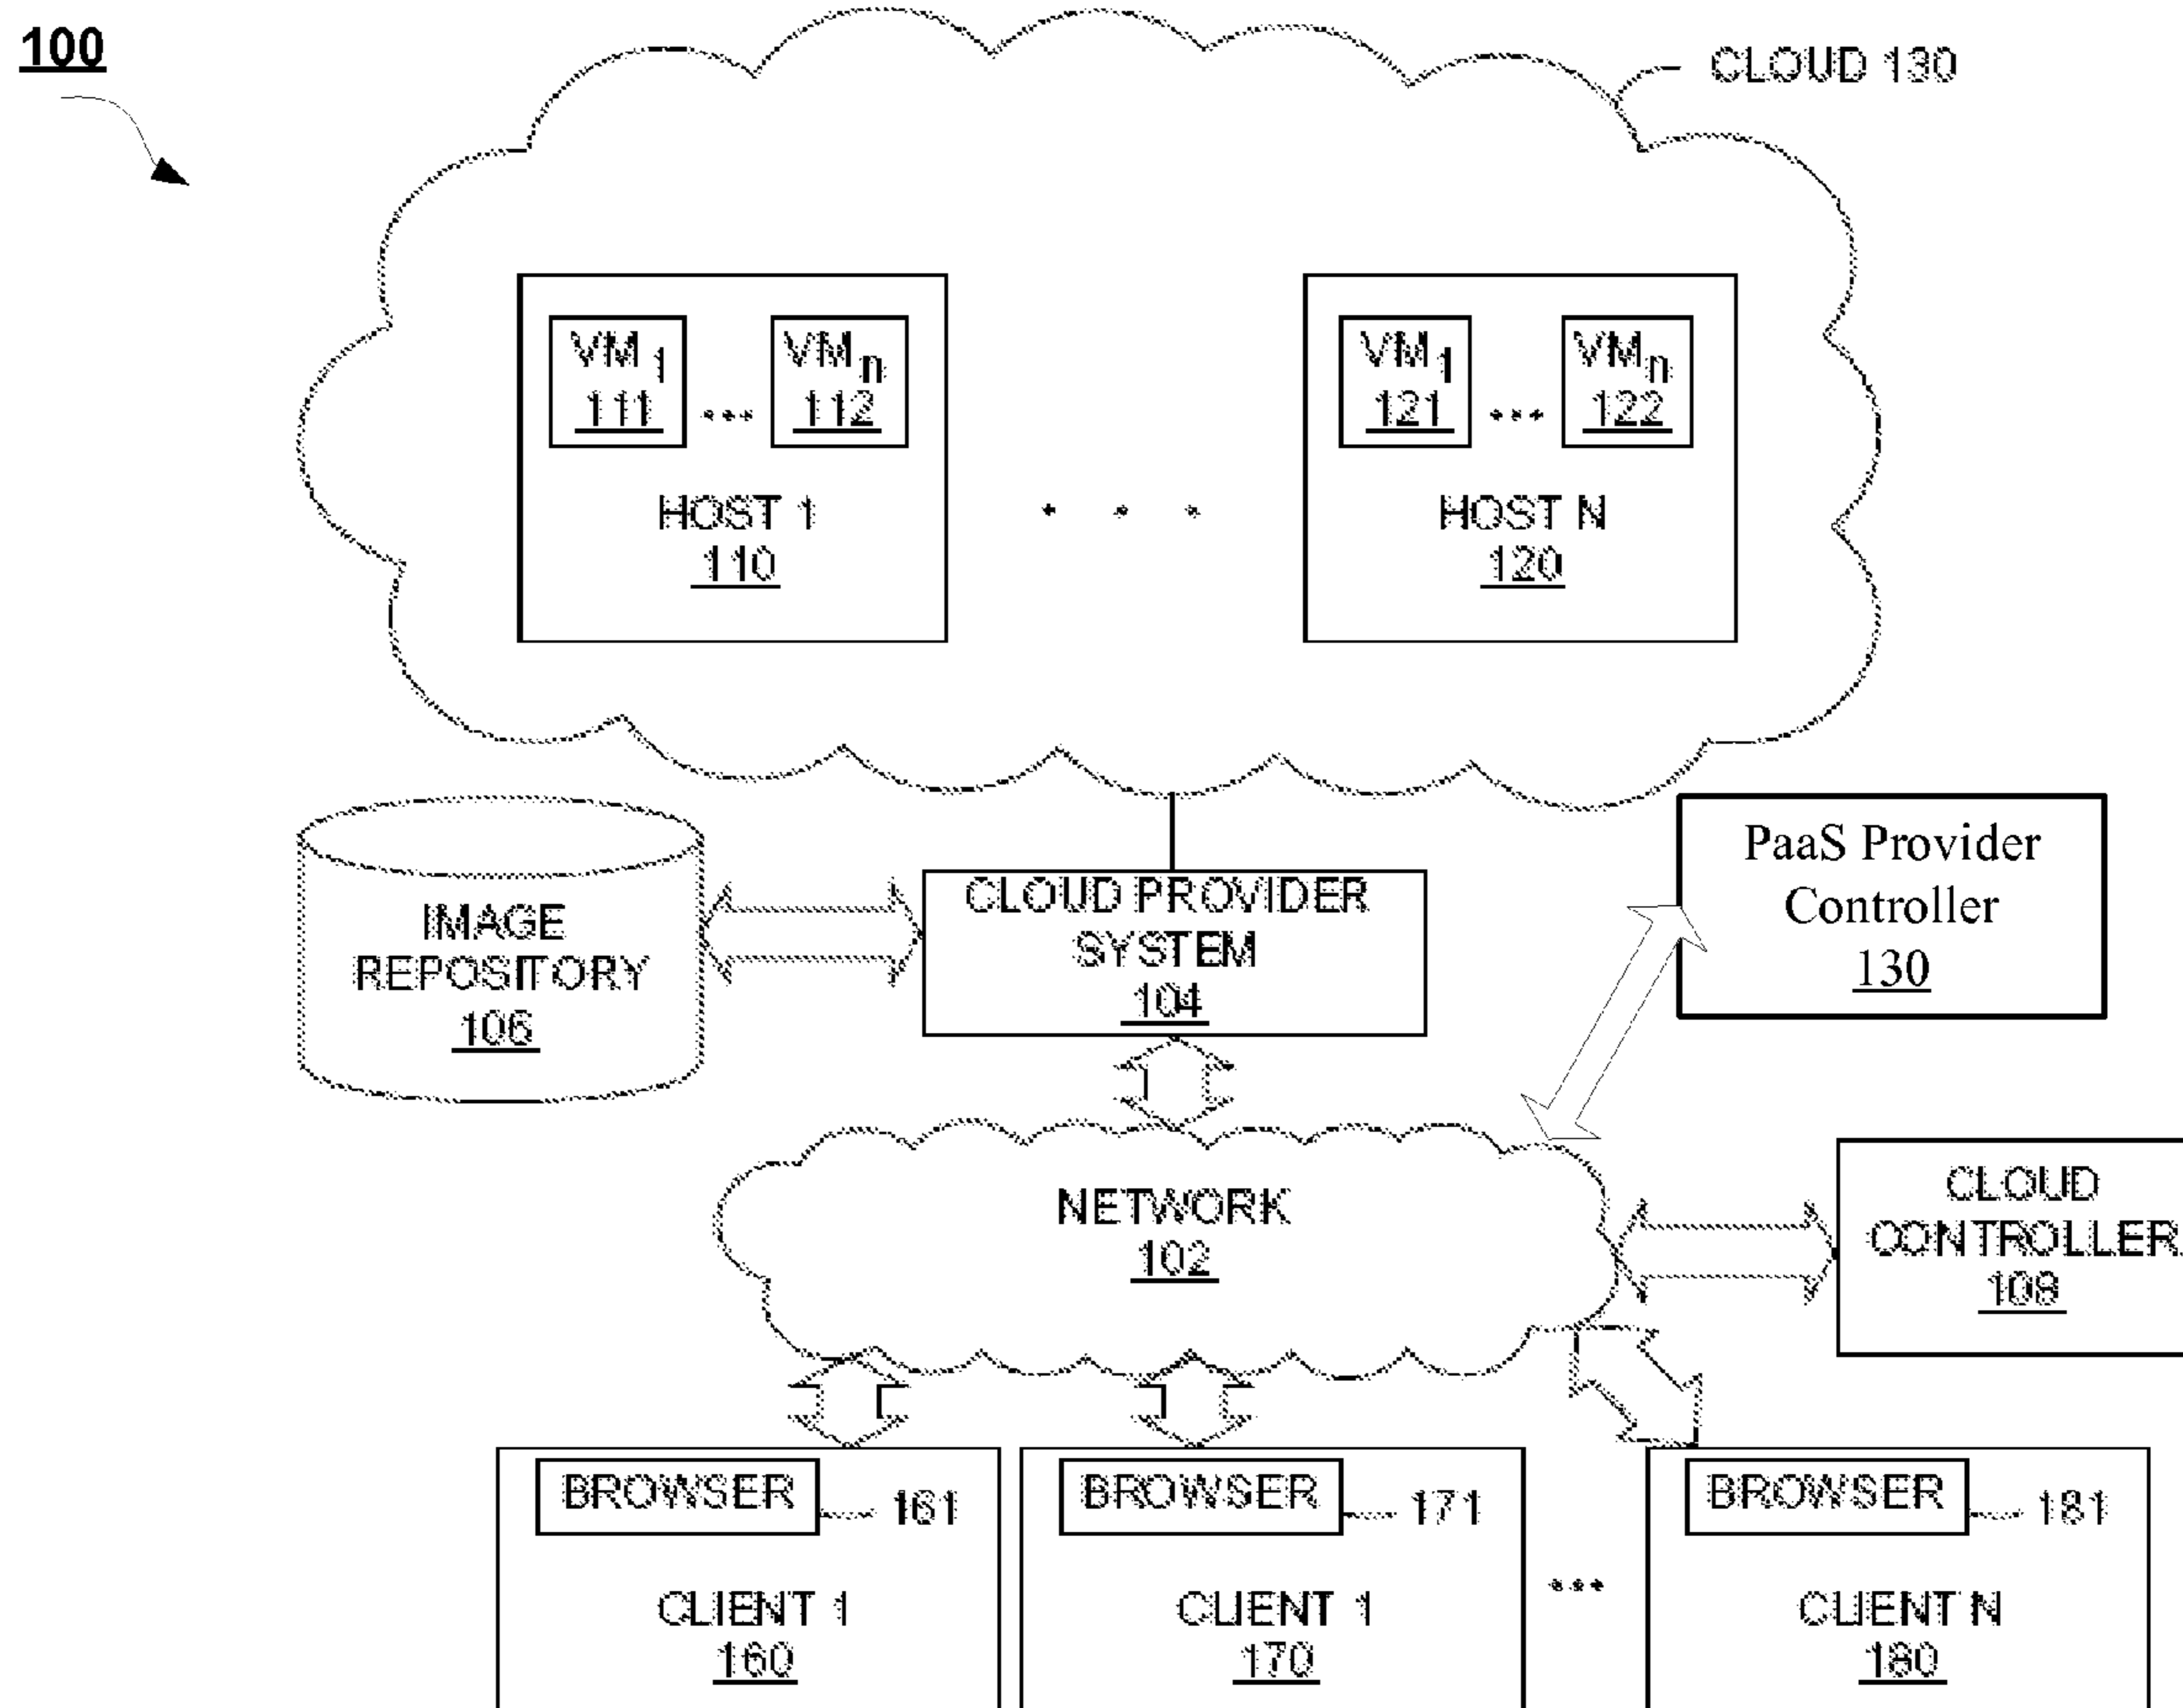 100
CLOUD 130
VM1
111
...
VMn
112
HOST 1
110
. . .
VM1
121
...
VMn
122
HOST N
120
IMAGE
REPOSITORY
106
CLOUD PROVIDER
SYSTEM
104
PaaS Provider
Controller
130
NETWORK
102
CLOUD
CONTROLLER
108
BROWSER
161
CLIENT 1
160
BROWSER
171
CLIENT 1
170
...
BROWSER
181
CLIENT N
180